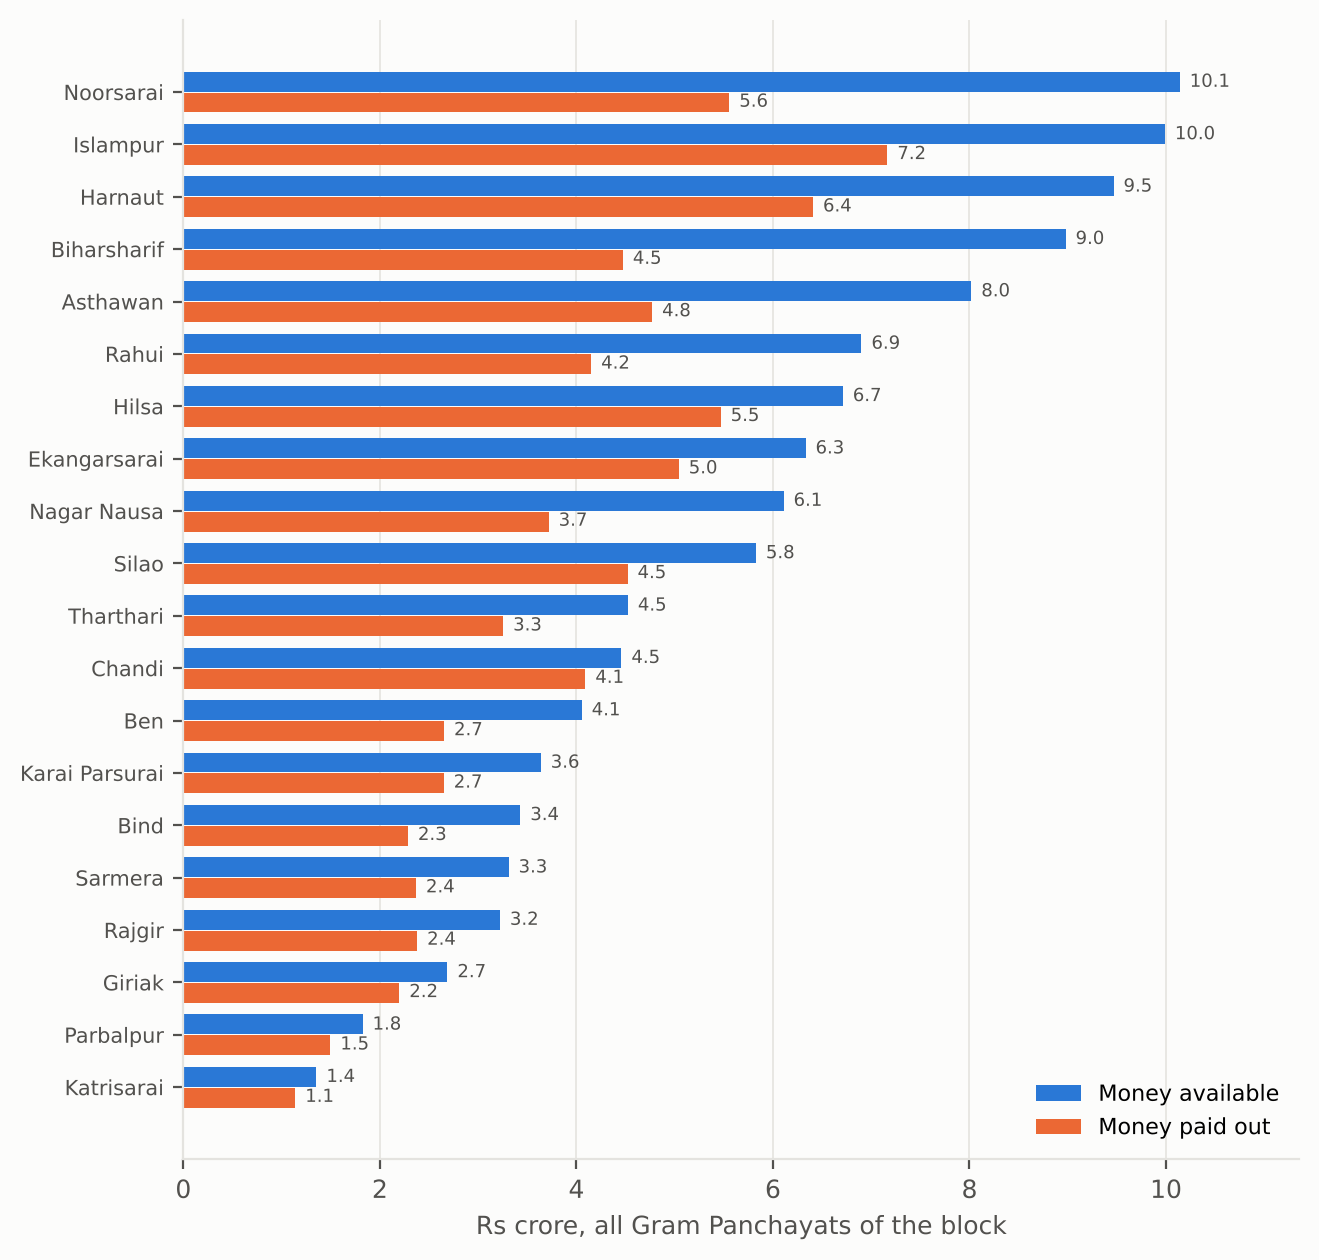 Noorsarai 10.1
5.6
Islampur 10.0
7.2
Harnaut 9.5
6.4
Biharsharif 9.0
4.5
Asthawan 8.0
4.8
Rahui 6.9
4.2
Hilsa 6.7
5.5
Ekangarsarai 6.3
5.0
Nagar Nausa 6.1
3.7
Silao 5.8
4.5
Tharthari 4.5
3.3
Chandi 4.5
4.1
Ben 4.1
2.7
Karai Parsurai 3.6
2.7
Bind 3.4
2.3
Sarmera 3.3
2.4
Rajgir 3.2
2.4
Giriak 2.7
2.2
Parbalpur 1.8
1.5
Katrisarai 1.4
1.1
Money available
Money paid out
0 2 4 6 8 10
Rs crore, all Gram Panchayats of the block